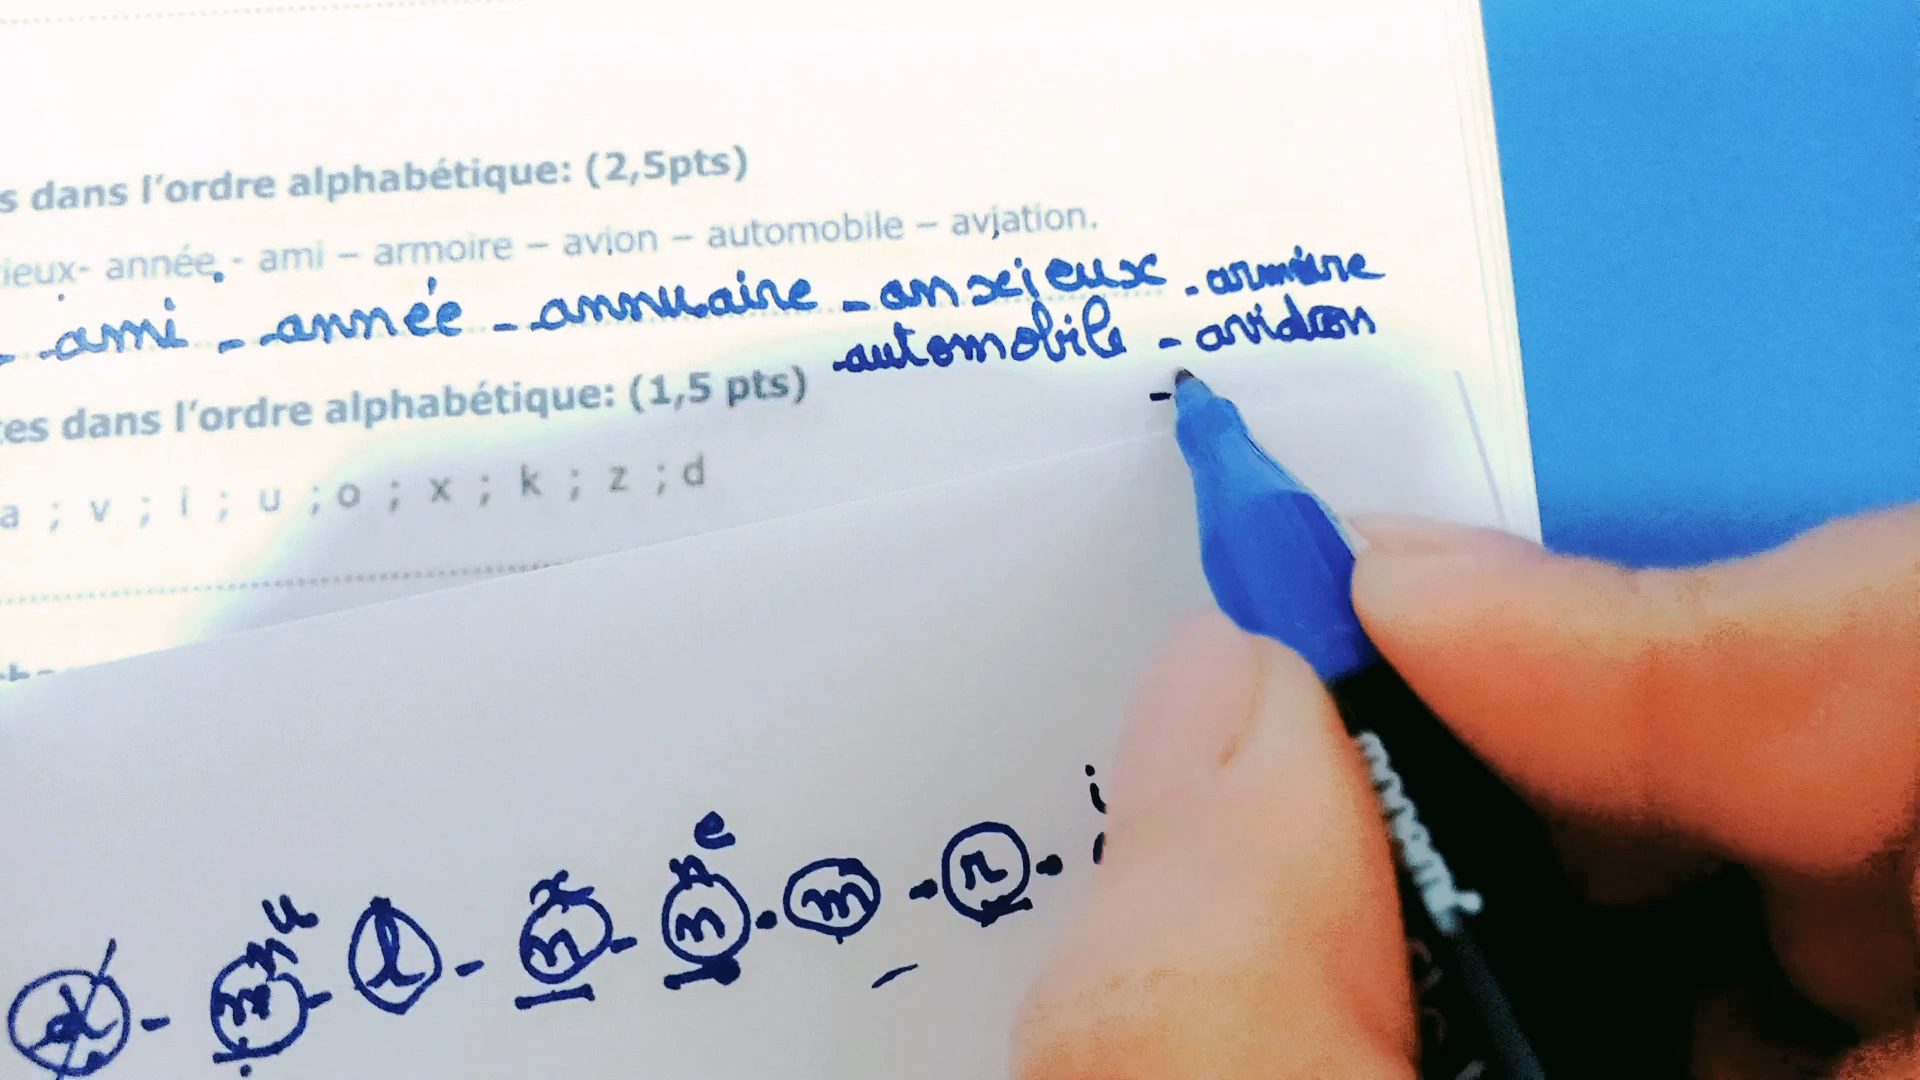 s dans l'ordre alphabétique: (2,5pts)
ieux- année - ami – armoire – avion – automobile – aviation.
- ami - année - annuaire - anxieux - armoire
automobile -
tes dans l'ordre alphabétique: (1,5 pts)
a ; v ; i ; u ; o ; x ; k ; z ; d
i
u x n e
n l - n - n . m - r .